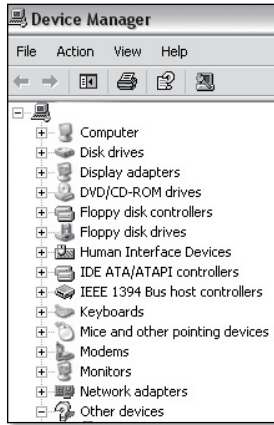 Device Manager
File Action View Help
Computer
Disk drives
Display adapters
DVD/CD-ROM drives
Floppy disk controllers
Floppy disk drives
Human Interface Devices
IDE ATA/ATAPI controllers
IEEE 1394 Bus host controllers
Keyboards
Mice and other pointing devices
Modems
Monitors
Network adapters
Other devices